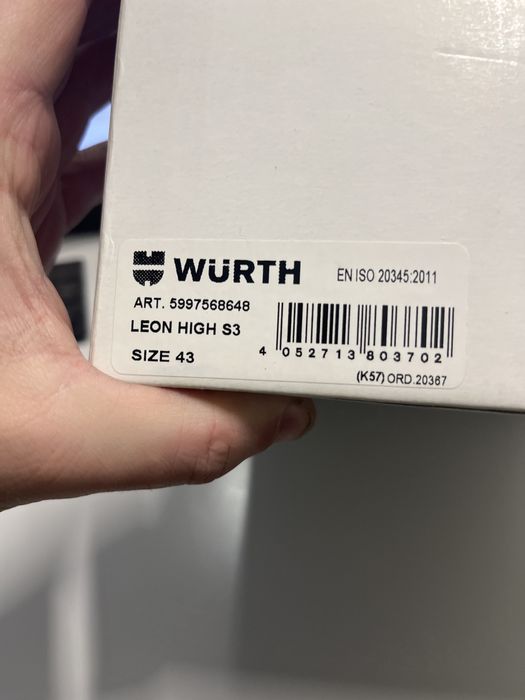 WÜRTH
EN ISO 20345:2011
ART. 5997568648
LEON HIGH S3
SIZE 43
4 052713 803702
(K57) ORD.20367